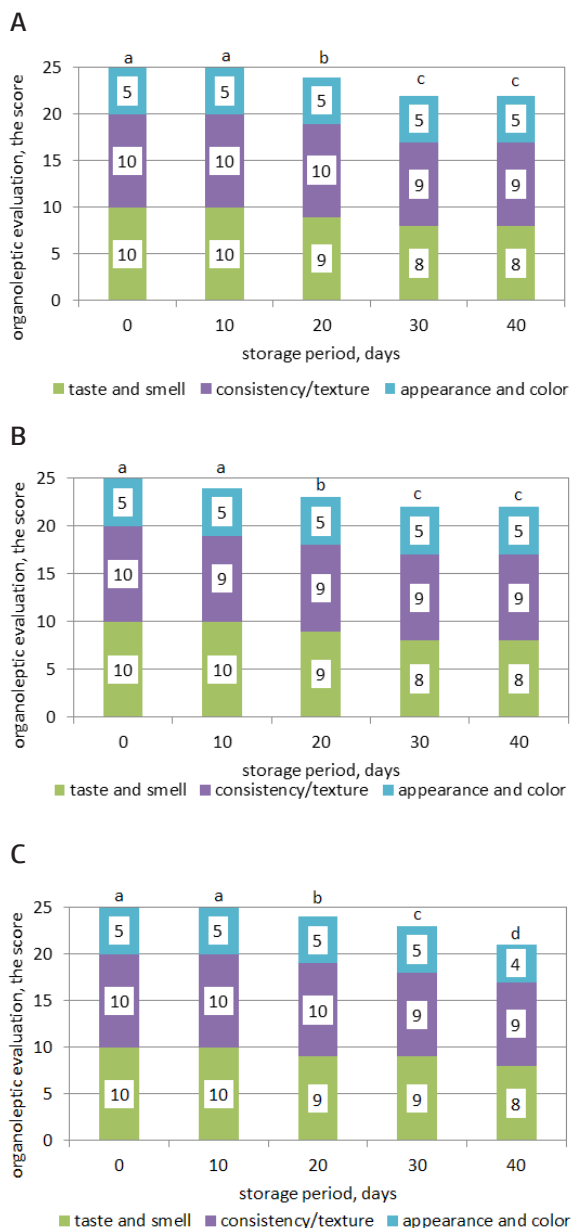 A
a a b c c
25
20
15
10
5
0
5 5 5 5 5
10 10 10 9 9
10 10 9 8 8
organoleptic evaluation, the score
0 10 20 30 40
storage period, days
taste and smell consistency/texture appearance and color
B
a a b c c
25
20
15
10
5
0
5 5 5 5 5
10 9 9 9 9
10 10 9 8 8
organoleptic evaluation, the score
0 10 20 30 40
storage period, days
taste and smell consistency/texture appearance and color
C
a a b c d
25
20
15
10
5
0
5 5 5 5 4
10 10 10 9 9
10 10 9 9 8
organoleptic evaluation, the score
0 10 20 30 40
storage period, days
taste and smell consistency/texture appearance and color